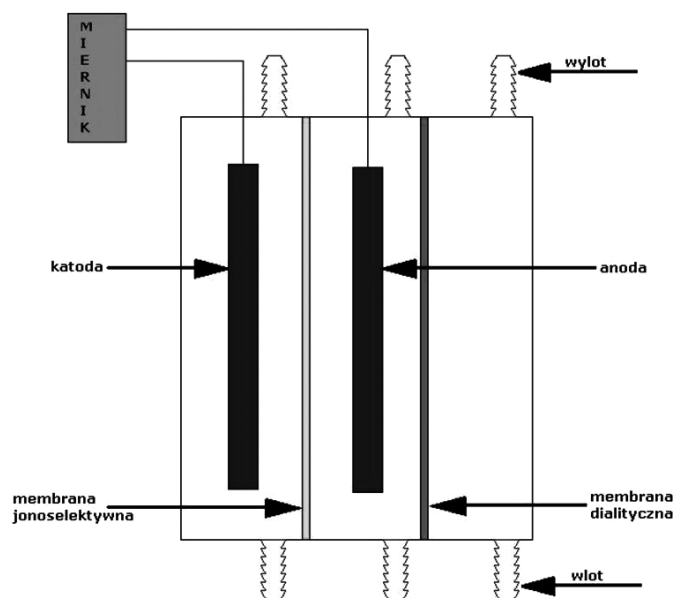 MIERNIK
wylot
katoda
anoda
membrana
jonoselektywna
membrana
dialityczna
wlot